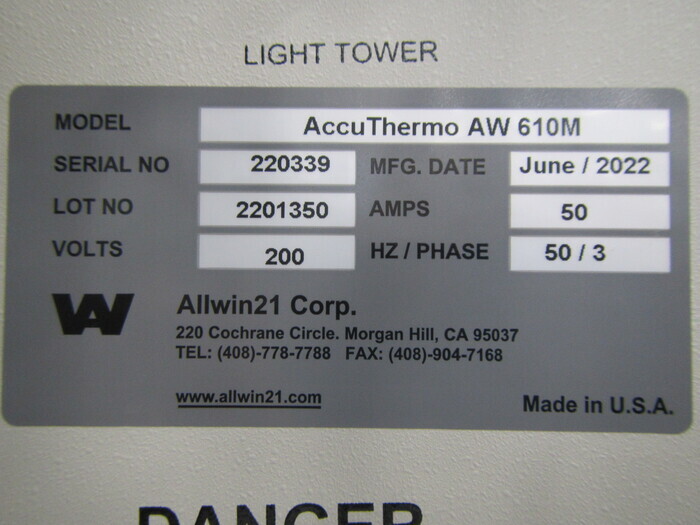 LIGHT TOWER
MODEL AccuThermo AW 610M
SERIAL NO 220339 MFG. DATE June / 2022
LOT NO 2201350 AMPS 50
VOLTS 200 HZ / PHASE 50 / 3
Allwin21 Corp.
220 Cochrane Circle. Morgan Hill, CA 95037
TEL: (408)-778-7788 FAX: (408)-904-7168
www.allwin21.com
Made in U.S.A.
DANGER